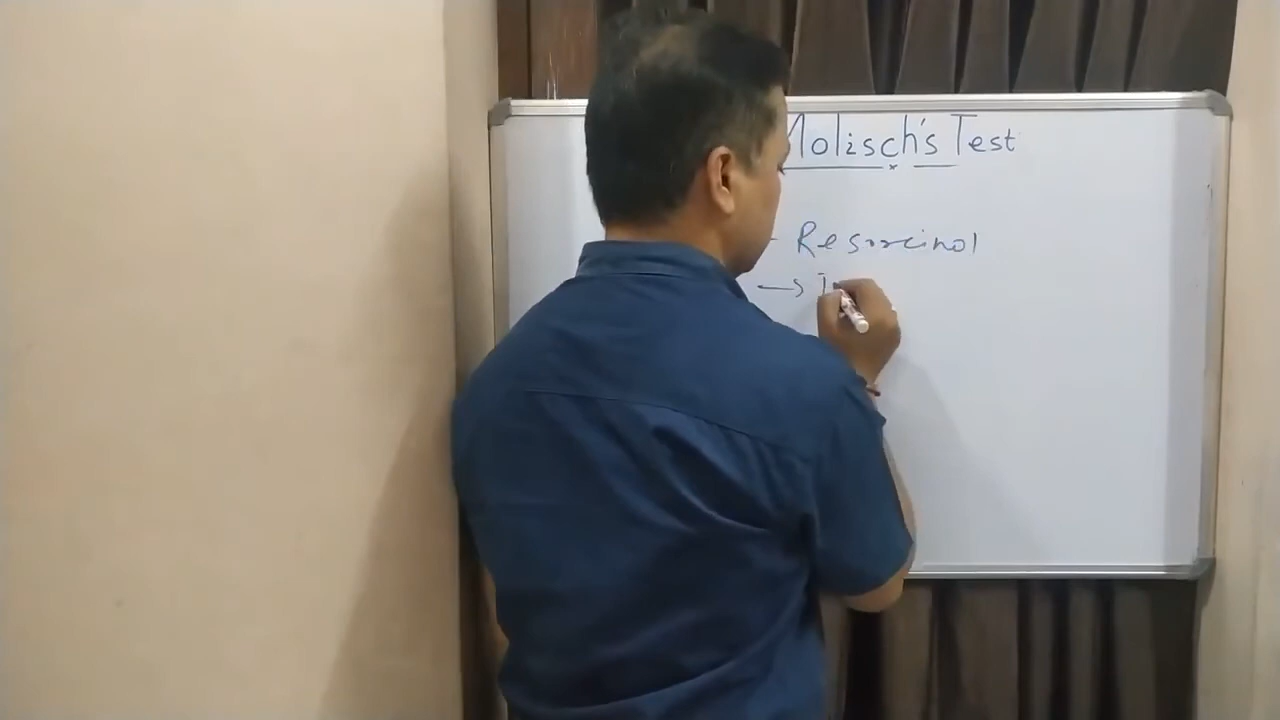 Molisch's Test
Resorcinol
→